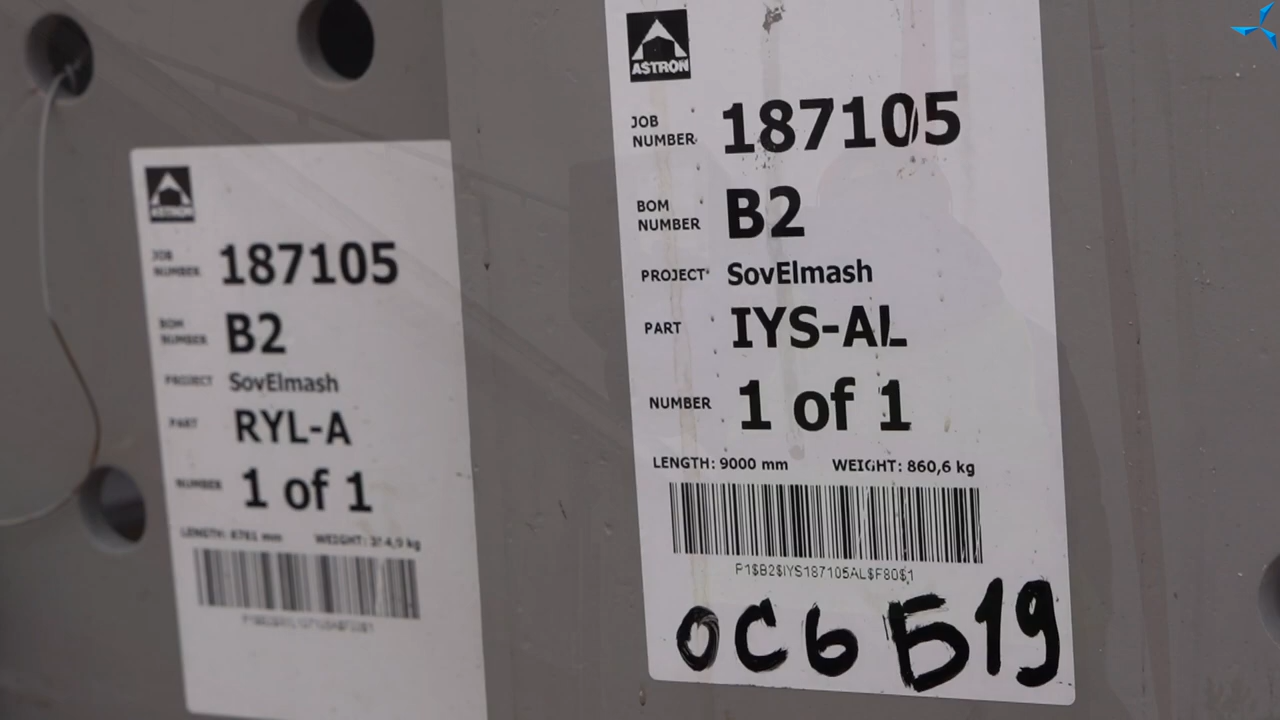 ASTRON
JOB NUMBER 187105
BOM NUMBER B2
PROJECT SovElmash
PART RYL-A
NUMBER 1 of 1
LENGTH: mm WEIGHT: kg
ASTRON
JOB NUMBER 187105
BOM NUMBER B2
PROJECT SovElmash
PART IYS-AL
NUMBER 1 of 1
LENGTH: 9000 mm WEIGHT: 860,6 kg
P1$B2$IYS187105AL$F80$1
ОС6 Б19